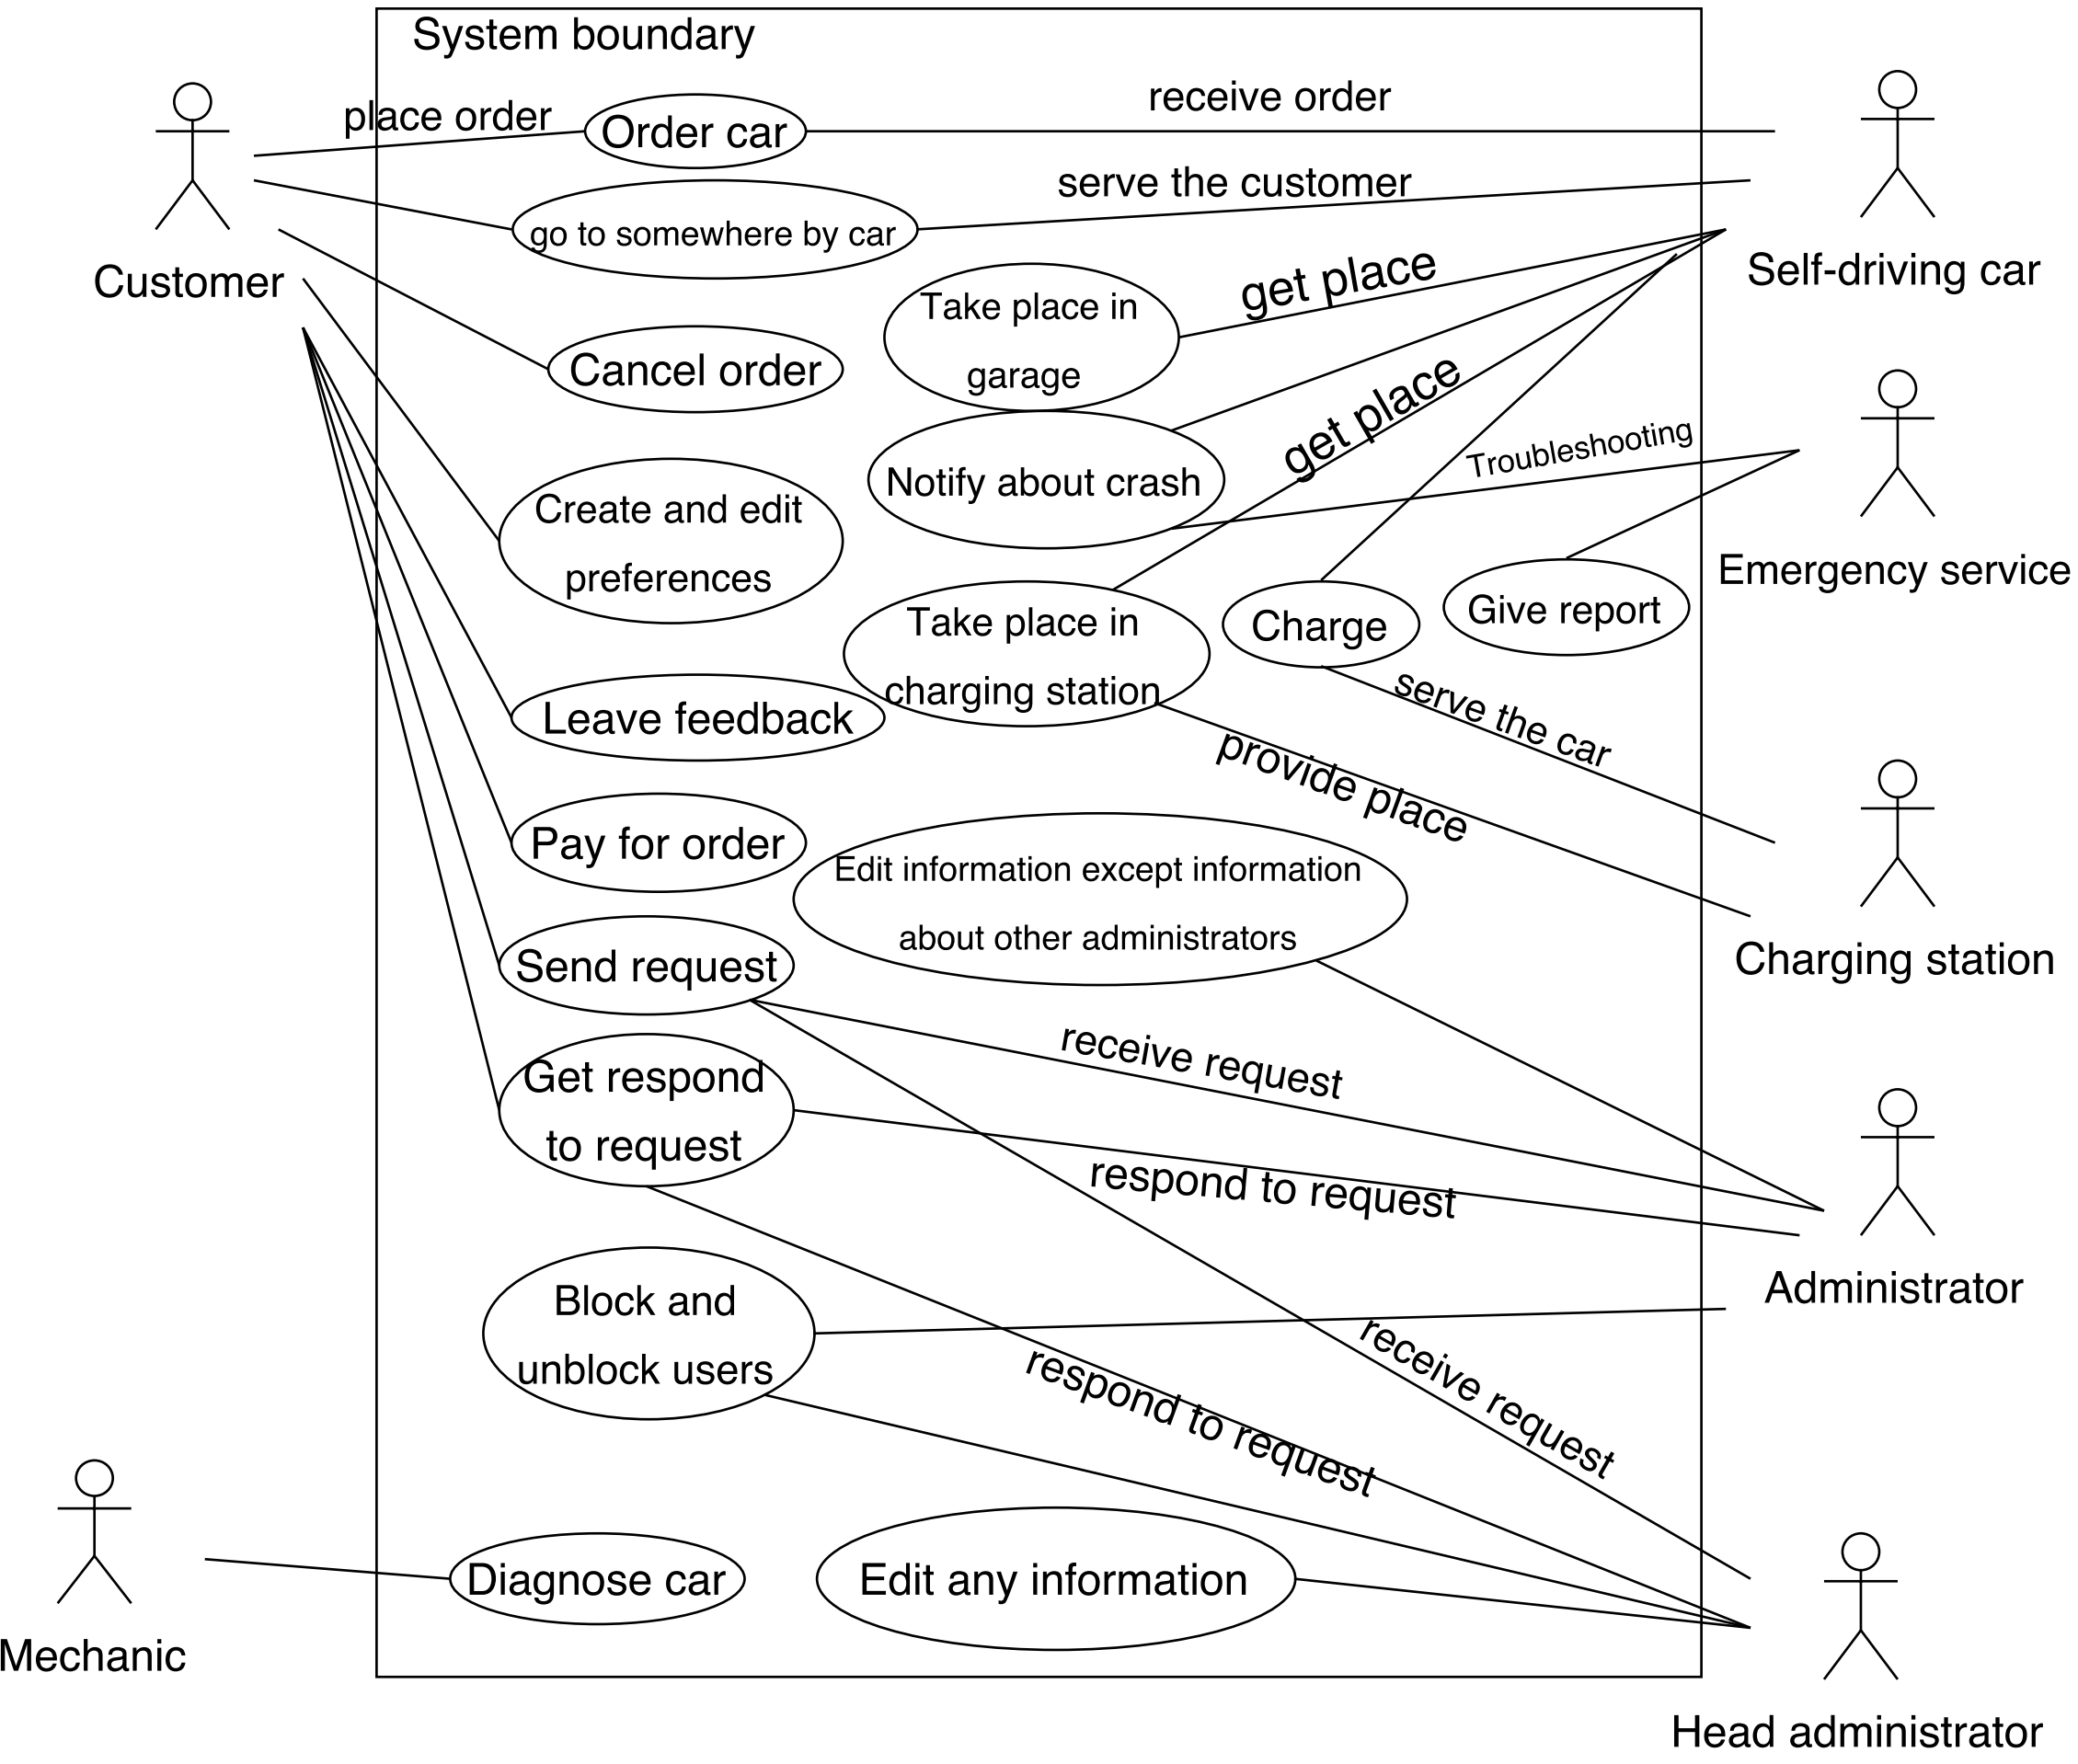 System boundary
place order
Order car
receive order
Customer
go to somewhere by car
serve the customer
Self-driving car
Take place in
garage
get place
Cancel order
Notify about crash
get place
Troubleshooting
Emergency service
Create and edit
preferences
Take place in
charging station
Charge
Give report
serve the car
Leave feedback
provide place
Pay for order
Edit information except information
about other administrators
Charging station
Send request
receive request
Get respond
to request
respond to request
Administrator
Block and
unblock users
receive request
respond to request
Diagnose car
Edit any information
Mechanic
Head administrator